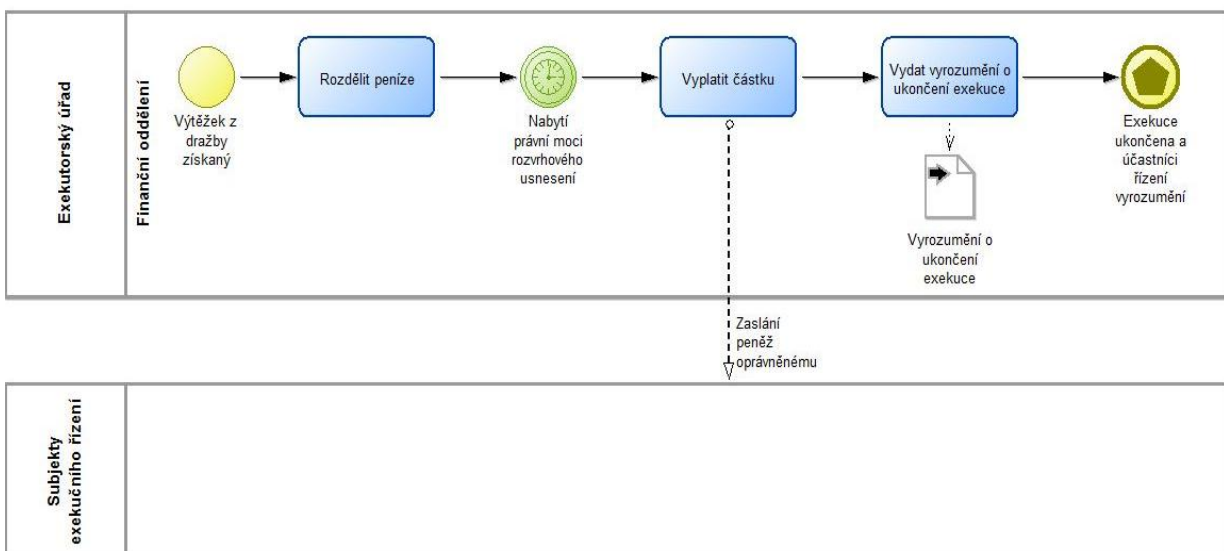 Exekutorský úřad
Finanční oddělení
Výtěžek z
dražby
získaný
Rozdělit peníze
Nabytí
právní moci
rozvrhového
usnesení
Vyplatit částku
Vydat vyrozumění o
ukončení exekuce
Vyrozumění o
ukončení
exekuce
Exekuce
ukončena a
účastníci
řízení
vyrozumění
Zaslání
peněž
oprávněnému
Subjekty
exekučního řízení